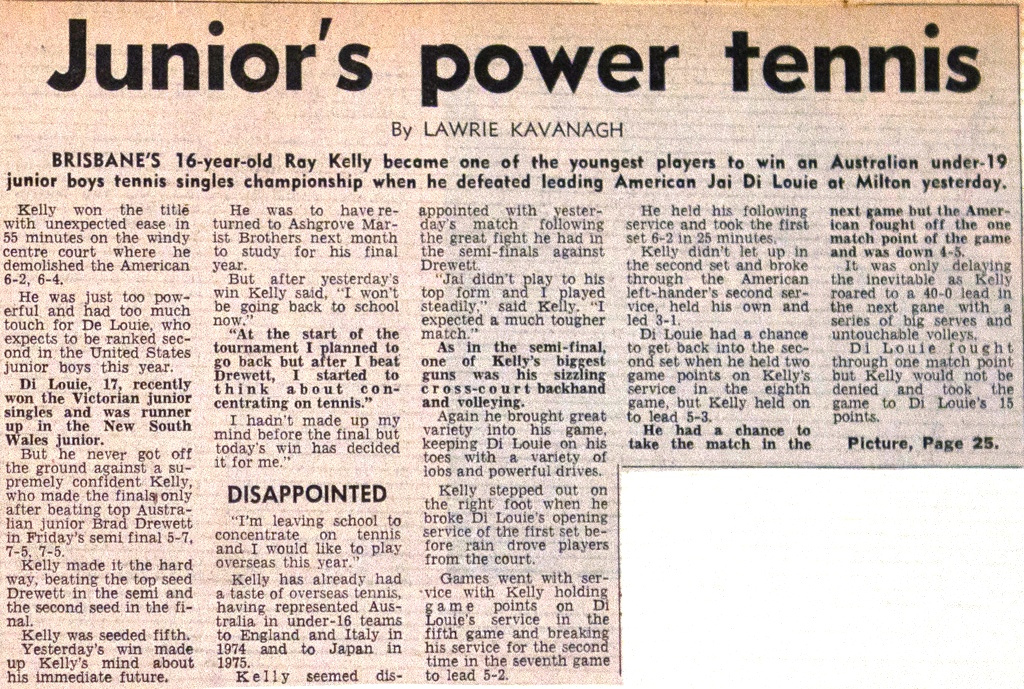 Junior's power tennis
By LAWRIE KAVANAGH
BRISBANE'S 16-year-old Ray Kelly became one of the youngest players to win an Australian under-19
junior boys tennis singles championship when he defeated leading American Jai Di Louie at Milton yesterday.
Kelly won the title
with unexpected ease in
55 minutes on the windy
centre court where he
demolished the American
6-2, 6-4.
He was just too pow-
erful and had too much
touch for De Louie, who
expects to be ranked sec-
ond in the United States
junior boys this year.
Di Louie, 17, recently
won the Victorian junior
singles and was runner
up in the New South
Wales junior.
But he never got off
the ground against a su-
premely confident Kelly,
who made the finals only
after beating top Austra-
lian junior Brad Drewett
in Friday's semi final 5-7,
7-5, 7-5.
Kelly made it the hard
way, beating the top seed
Drewett in the semi and
the second seed in the fi-
nal.
Kelly was seeded fifth.
Yesterday's win made
up Kelly's mind about
his immediate future.
He was to have re-
turned to Ashgrove Mar-
ist Brothers next month
to study for his final
year.
But after yesterday's
win Kelly said, "I won't
be going back to school
now."
"At the start of the
tournament I planned to
go back but after I beat
Drewett, I started to
think about con-
centrating on tennis."
I hadn't made up my
mind before the final but
today's win has decided
it for me."
DISAPPOINTED
"I'm leaving school to
concentrate on tennis
and I would like to play
overseas this year."
Kelly has already had
a taste of overseas tennis,
having represented Aus-
tralia in under-16 teams
to England and Italy in
1974 and to Japan in
1975.
Kelly seemed dis-
appointed with yester-
day's match following
the great fight he had in
the semi-finals against
Drewett.
"Jai didn't play to his
top form and I played
steadily," said Kelly. "I
expected a much tougher
match."
As in the semi-final,
one of Kelly's biggest
guns was his sizzling
cross-court backhand
and volleying.
Again he brought great
variety into his game,
keeping Di Louie on his
toes with a variety of
lobs and powerful drives.
Kelly stepped out on
the right foot when he
broke Di Louie's opening
service of the first set be-
fore rain drove players
from the court.
Games went with ser-
vice with Kelly holding
game points on Di
Louie's service in the
fifth game and breaking
his service for the second
time in the seventh game
to lead 5-2.
He held his following
service and took the first
set 6-2 in 25 minutes.
Kelly didn't let up in
the second set and broke
through the American
left-hander's second ser-
vice, held his own and
led 3-1.
Di Louie had a chance
to get back into the sec-
ond set when he held two
game points on Kelly's
service in the eighth
game, but Kelly held on
to lead 5-3.
He had a chance to
take the match in the
next game but the Amer-
ican fought off the one
match point of the game
and was down 4-5.
It was only delaying
the inevitable as Kelly
roared to a 40-0 lead in
the next game with a
series of big serves and
untouchable volleys.
Di Louie fought
through one match point
but Kelly would not be
denied and took the
game to Di Louie's 15
points.
Picture, Page 25.